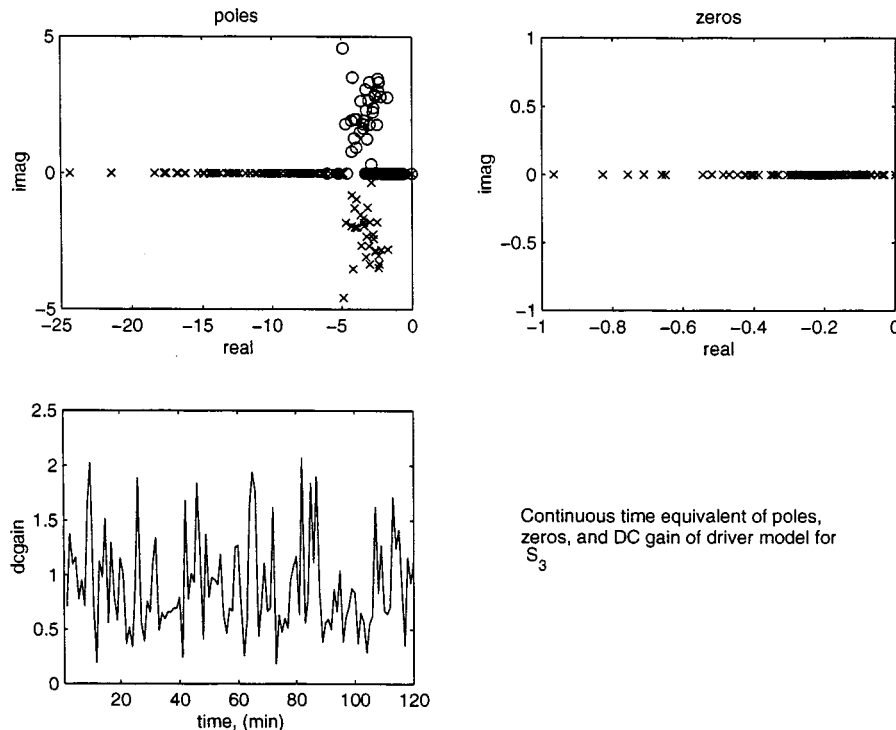 poles
5
0
−5
imag
−25 −20 −15 −10 −5 0
real
zeros
1
0.5
0
−0.5
−1
imag
−1 −0.8 −0.6 −0.4 −0.2 0
real
2.5
2
1.5
1
0.5
0
dcgain
20 40 60 80 100 120
time, (min)
Continuous time equivalent of poles,
zeros, and DC gain of driver model for
S3